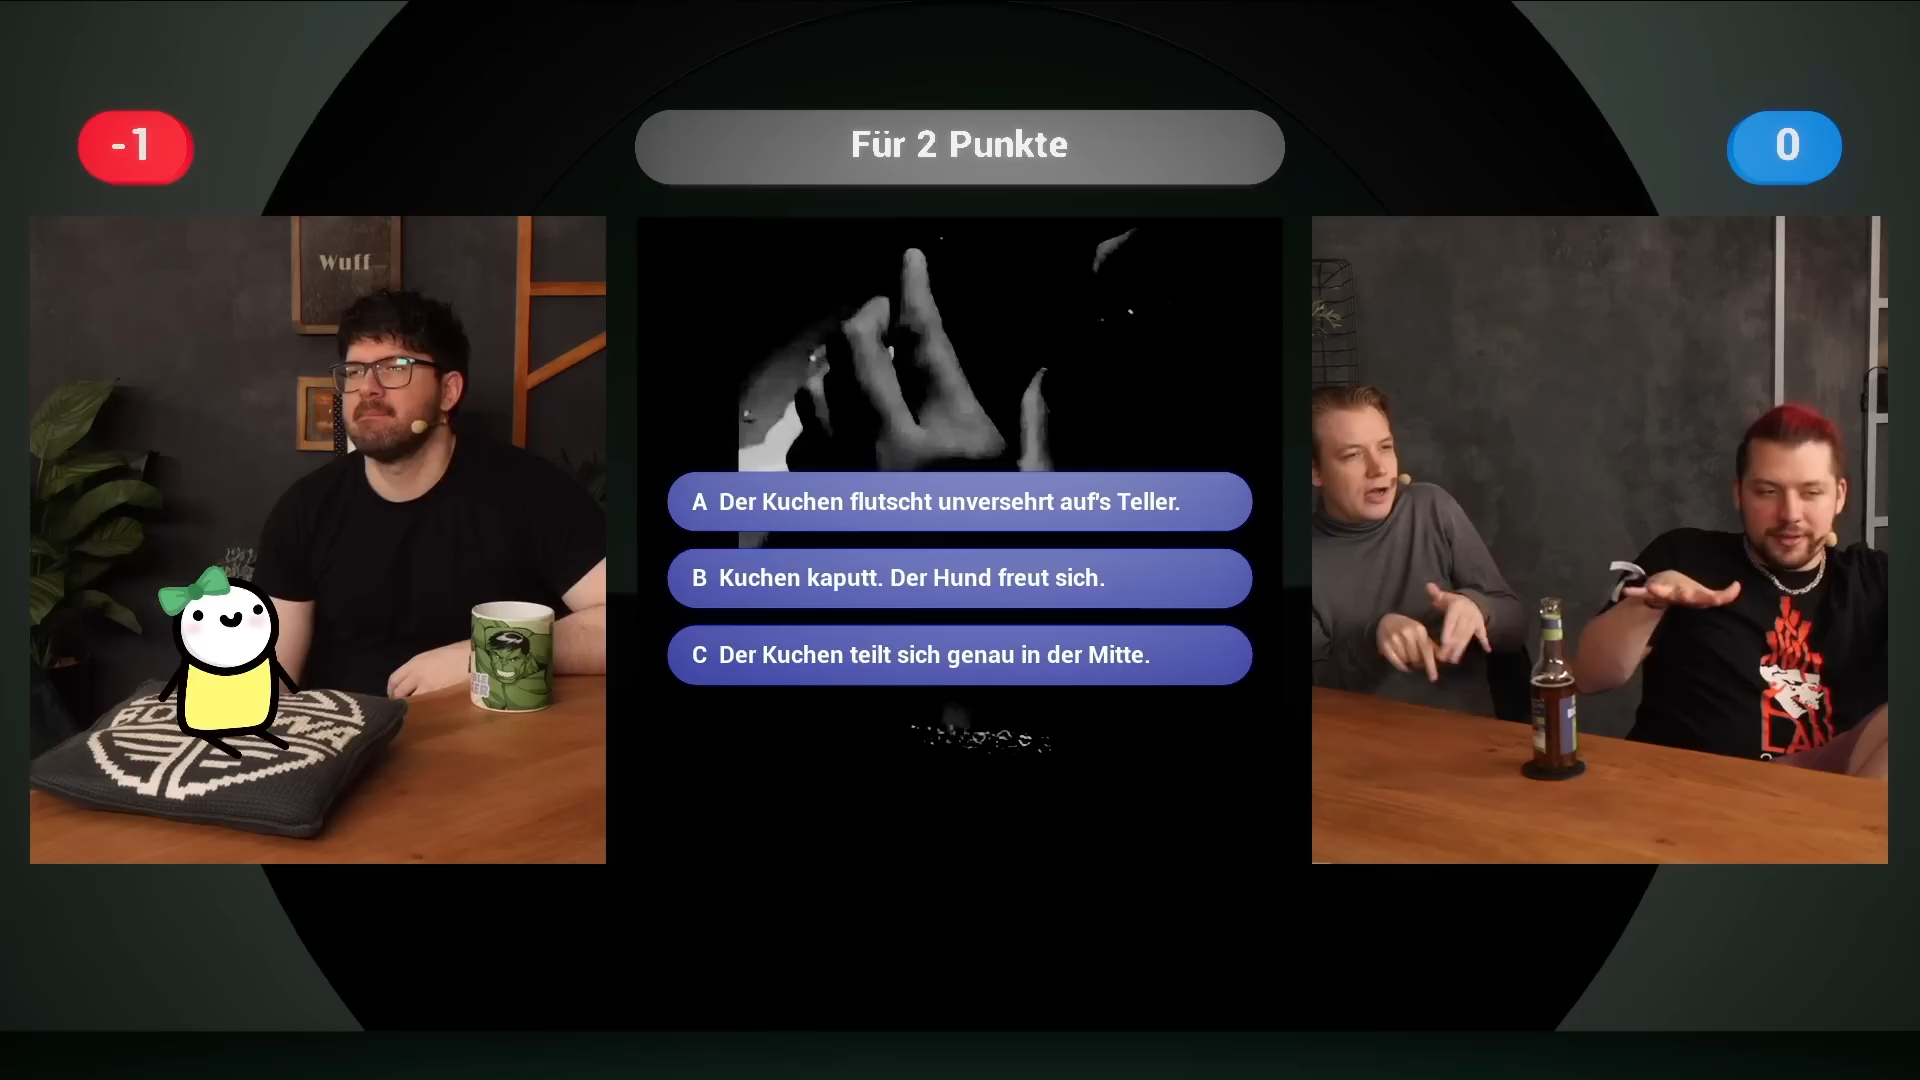 -1
Für 2 Punkte
0
Wuff
A Der Kuchen flutscht unversehrt auf's Teller.
B Kuchen kaputt. Der Hund freut sich.
C Der Kuchen teilt sich genau in der Mitte.